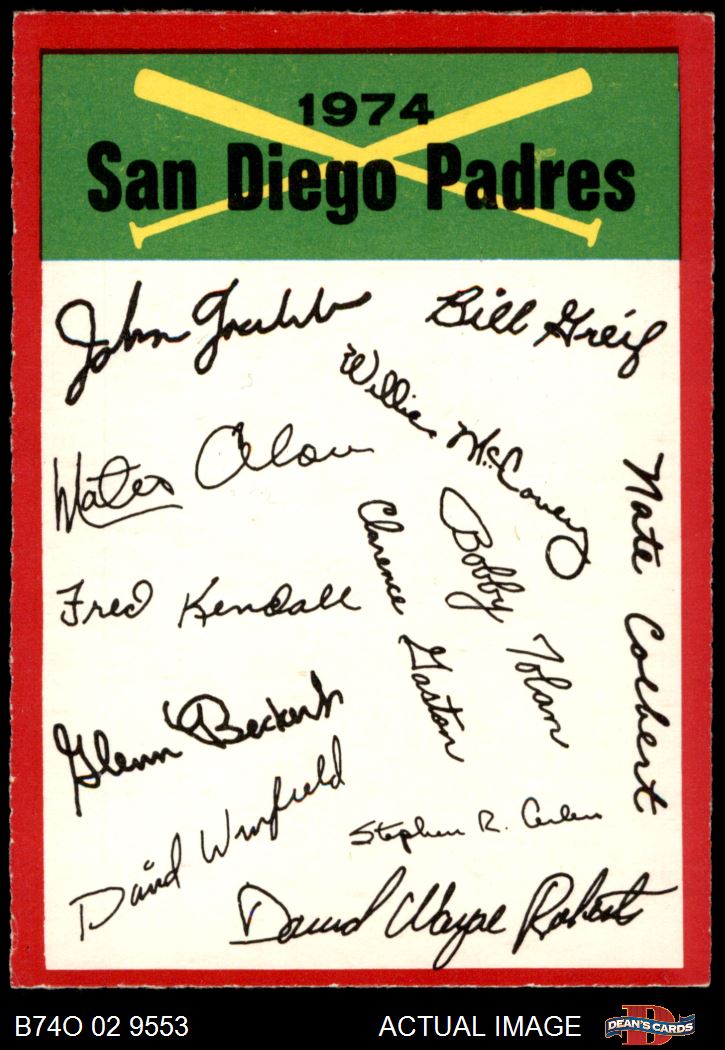 1974
San Diego Padres
John Grubb
Bill Greif
Willie McCovey
Mateo Alou
Nate Colbert
Clarence Gaston
Bobby Tolan
Fred Kendall
Glenn Beckert
David Winfield
Stephen R. Arlin
David Wayne Roberts
B74O 02 9553
ACTUAL IMAGE
DEAN'S CARDS